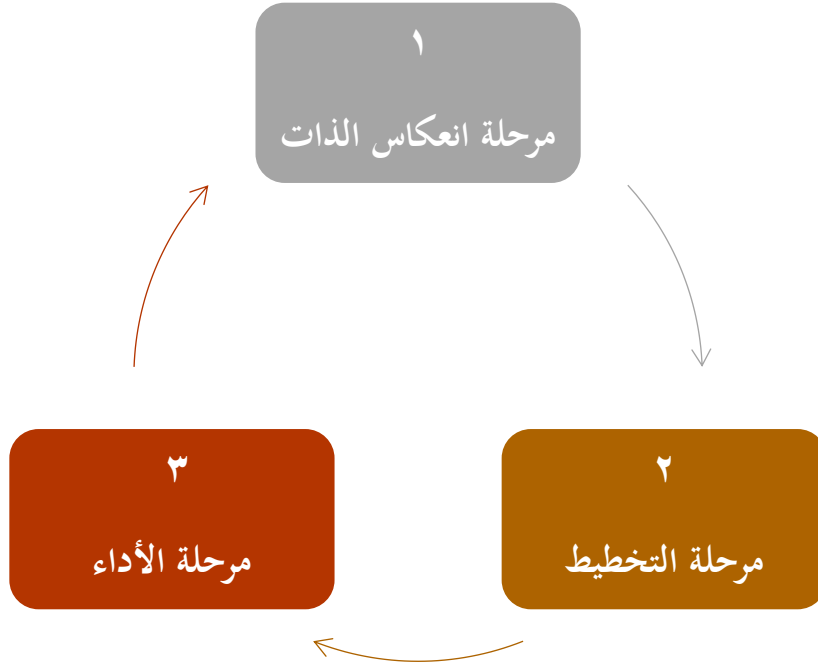 ١
مرحلة انعكاس الذات
٢
مرحلة التخطيط
٣
مرحلة الأداء